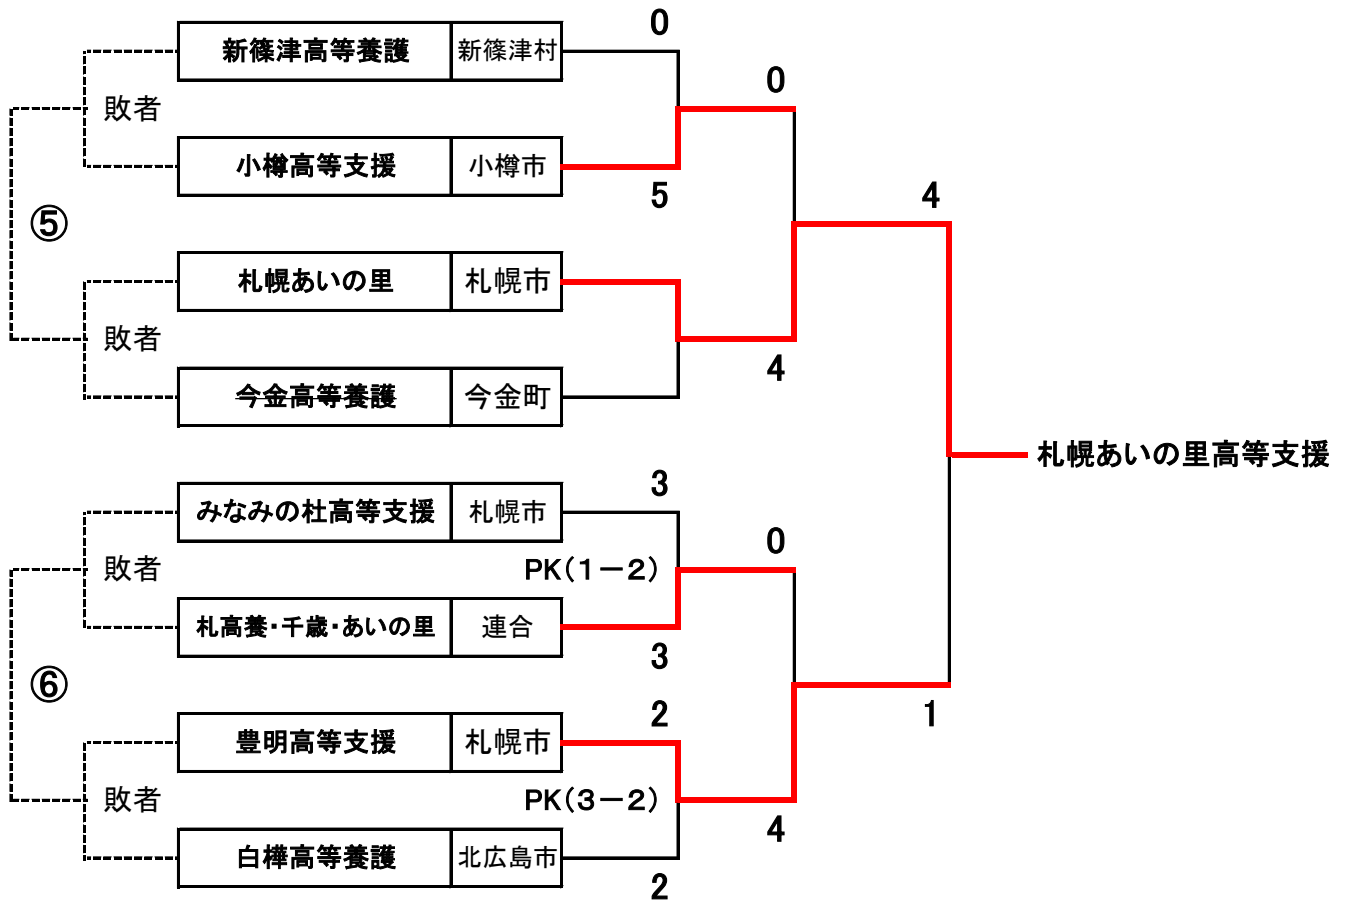 0
新篠津高等養護 新篠津村
0
敗者
小樽高等支援 小樽市
5
4
⑤
札幌あいの里 札幌市
敗者
4
今金高等養護 今金町
札幌あいの里高等支援
3
みなみの杜高等支援 札幌市
0
敗者
PK(1-2)
札高養・千歳・あいの里 連合
3
⑥
2
1
豊明高等支援 札幌市
敗者
PK(3-2)
4
白樺高等養護 北広島市
2